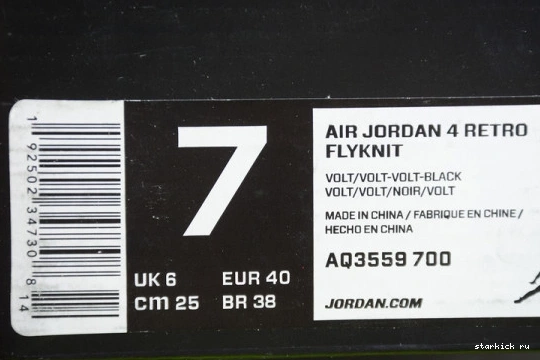 1 92502 34730 8
14
7
UK 6 EUR 40
cm 25 BR 38
AIR JORDAN 4 RETRO
FLYKNIT
VOLT/VOLT-VOLT-BLACK
VOLT/VOLT/NOIR/VOLT
MADE IN CHINA / FABRIQUE EN CHINE /
HECHO EN CHINA
AQ3559 700
JORDAN.COM
starkick ru